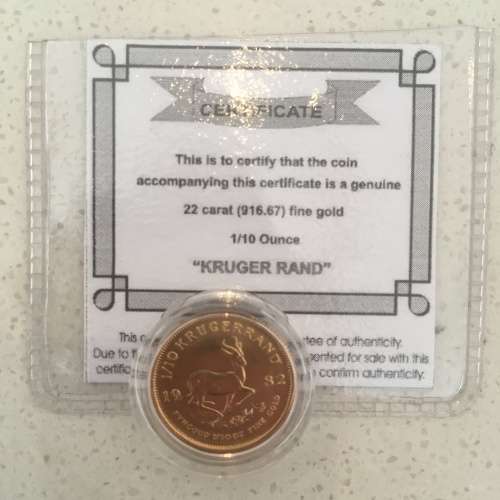 CERTIFICATE
This is to certify that the coin
accompanying this certificate is a genuine
22 carat (916.67) fine gold
1/10 Ounce
"KRUGER RAND"
This tee of authenticity.
Due to sented for sale with this
certific confirm authenticity.
1/10 KRUGERRAND
19 82
FYNGOUD 1/10 OZ FINE GOLD